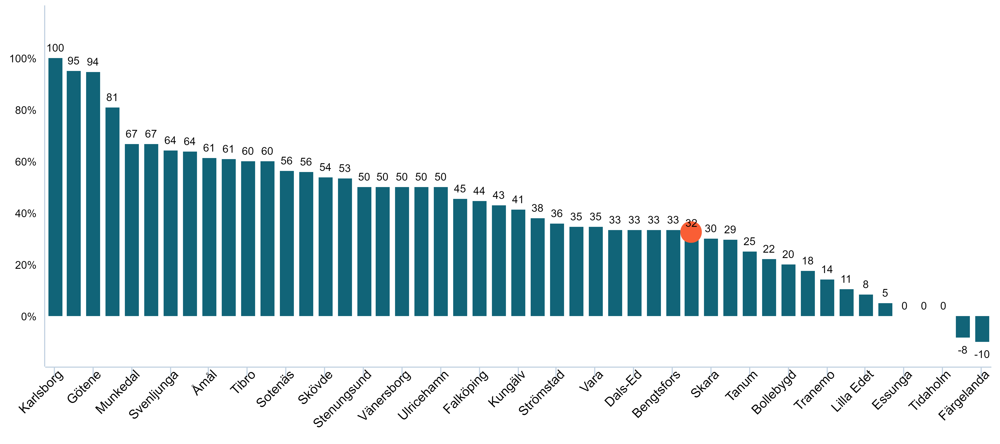 100
95
94
81
67
67
64
64
61
61
60
60
56
56
54
53
50
50
50
50
50
45
44
43
41
38
36
35
35
33
33
33
33
32
30
29
25
22
20
18
14
11
8
5
0
0
0
-8
-10
100%
80%
60%
40%
20%
0%
Karlsborg
Götene
Munkedal
Svenljunga
Åmål
Tibro
Sotenäs
Skövde
Stenungsund
Vänersborg
Ulricehamn
Falköping
Kungälv
Strömstad
Vara
Dals-Ed
Bengtsfors
Skara
Tanum
Bollebygd
Tranemo
Lilla Edet
Essunga
Tidaholm
Färgelanda